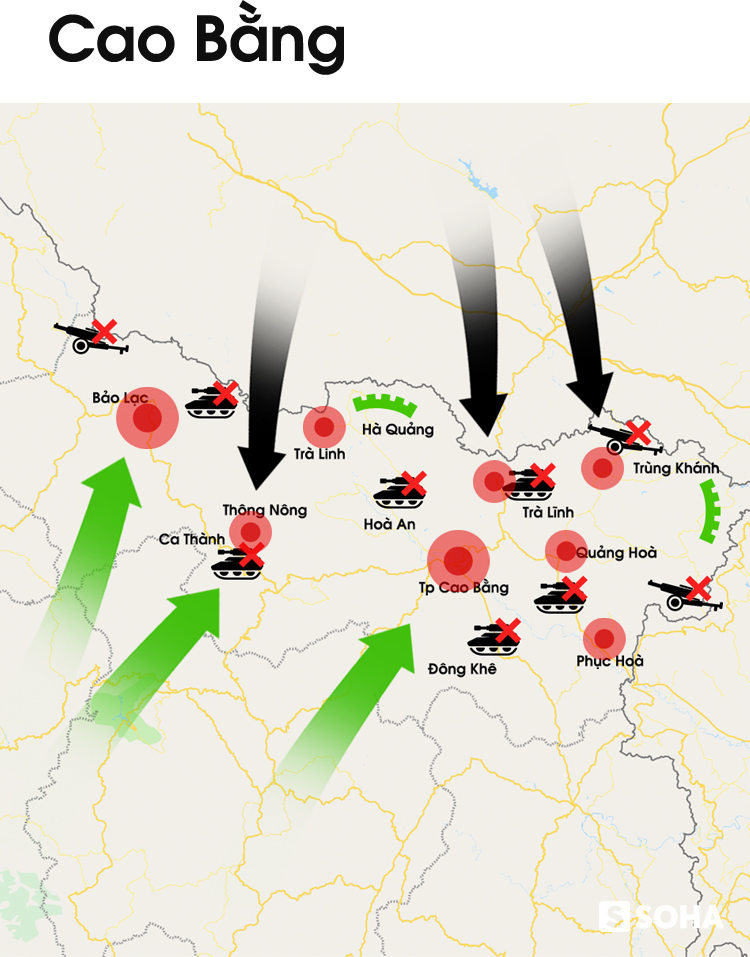 Cao Bằng
Bảo Lạc
Hà Quảng
Trà Linh
Trùng Khánh
Thông Nông
Trà Lĩnh
Hoà An
Ca Thành
Quảng Hoà
Tp Cao Bằng
Phục Hoà
Đông Khê
SOHA